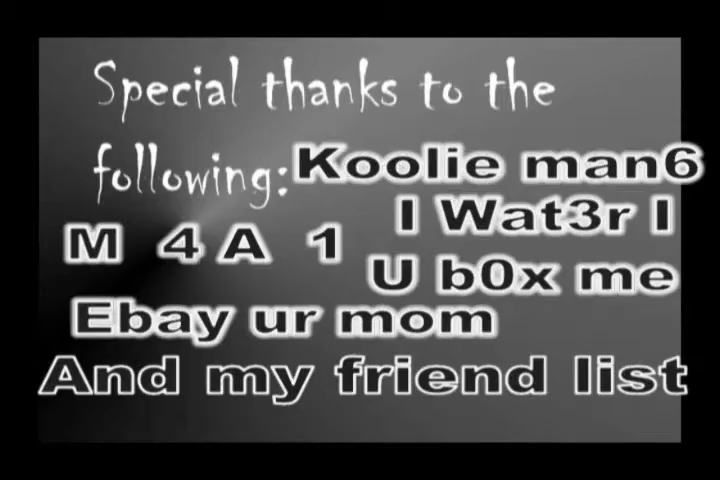 Special thanks to the
following: Koolie man6
I Wat3r I
M 4 A 1
U b0x me
Ebay ur mom
And my friend list